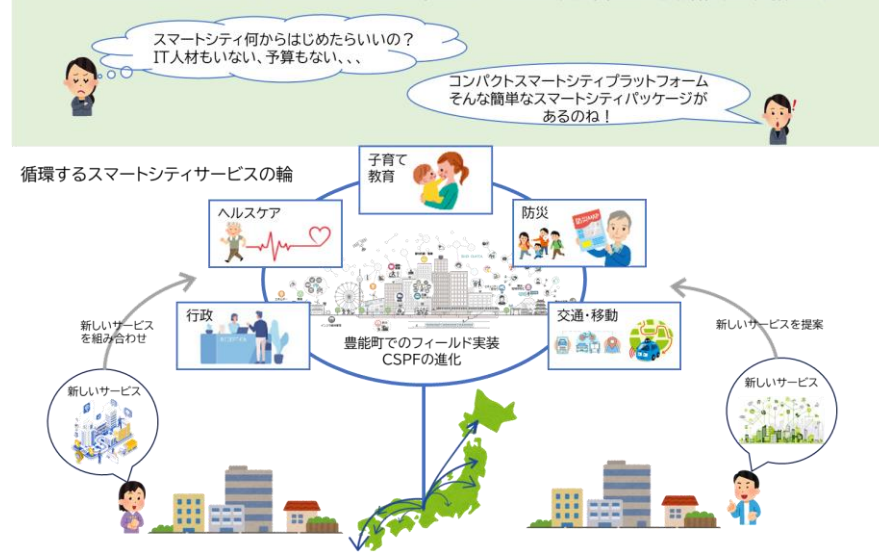 スマートシティ何からはじめたらいいの？
IT人材もいない、予算もない、、、
コンパクトスマートシティプラットフォーム
そんな簡単なスマートシティパッケージが
あるのね！
循環するスマートシティサービスの輪
子育て
教育
ヘルスケア
防災
行政
交通・移動
豊能町でのフィールド実装
CSPFの進化
新しいサービス
を組み合わせ
新しいサービスを提案
新しいサービス
新しいサービス